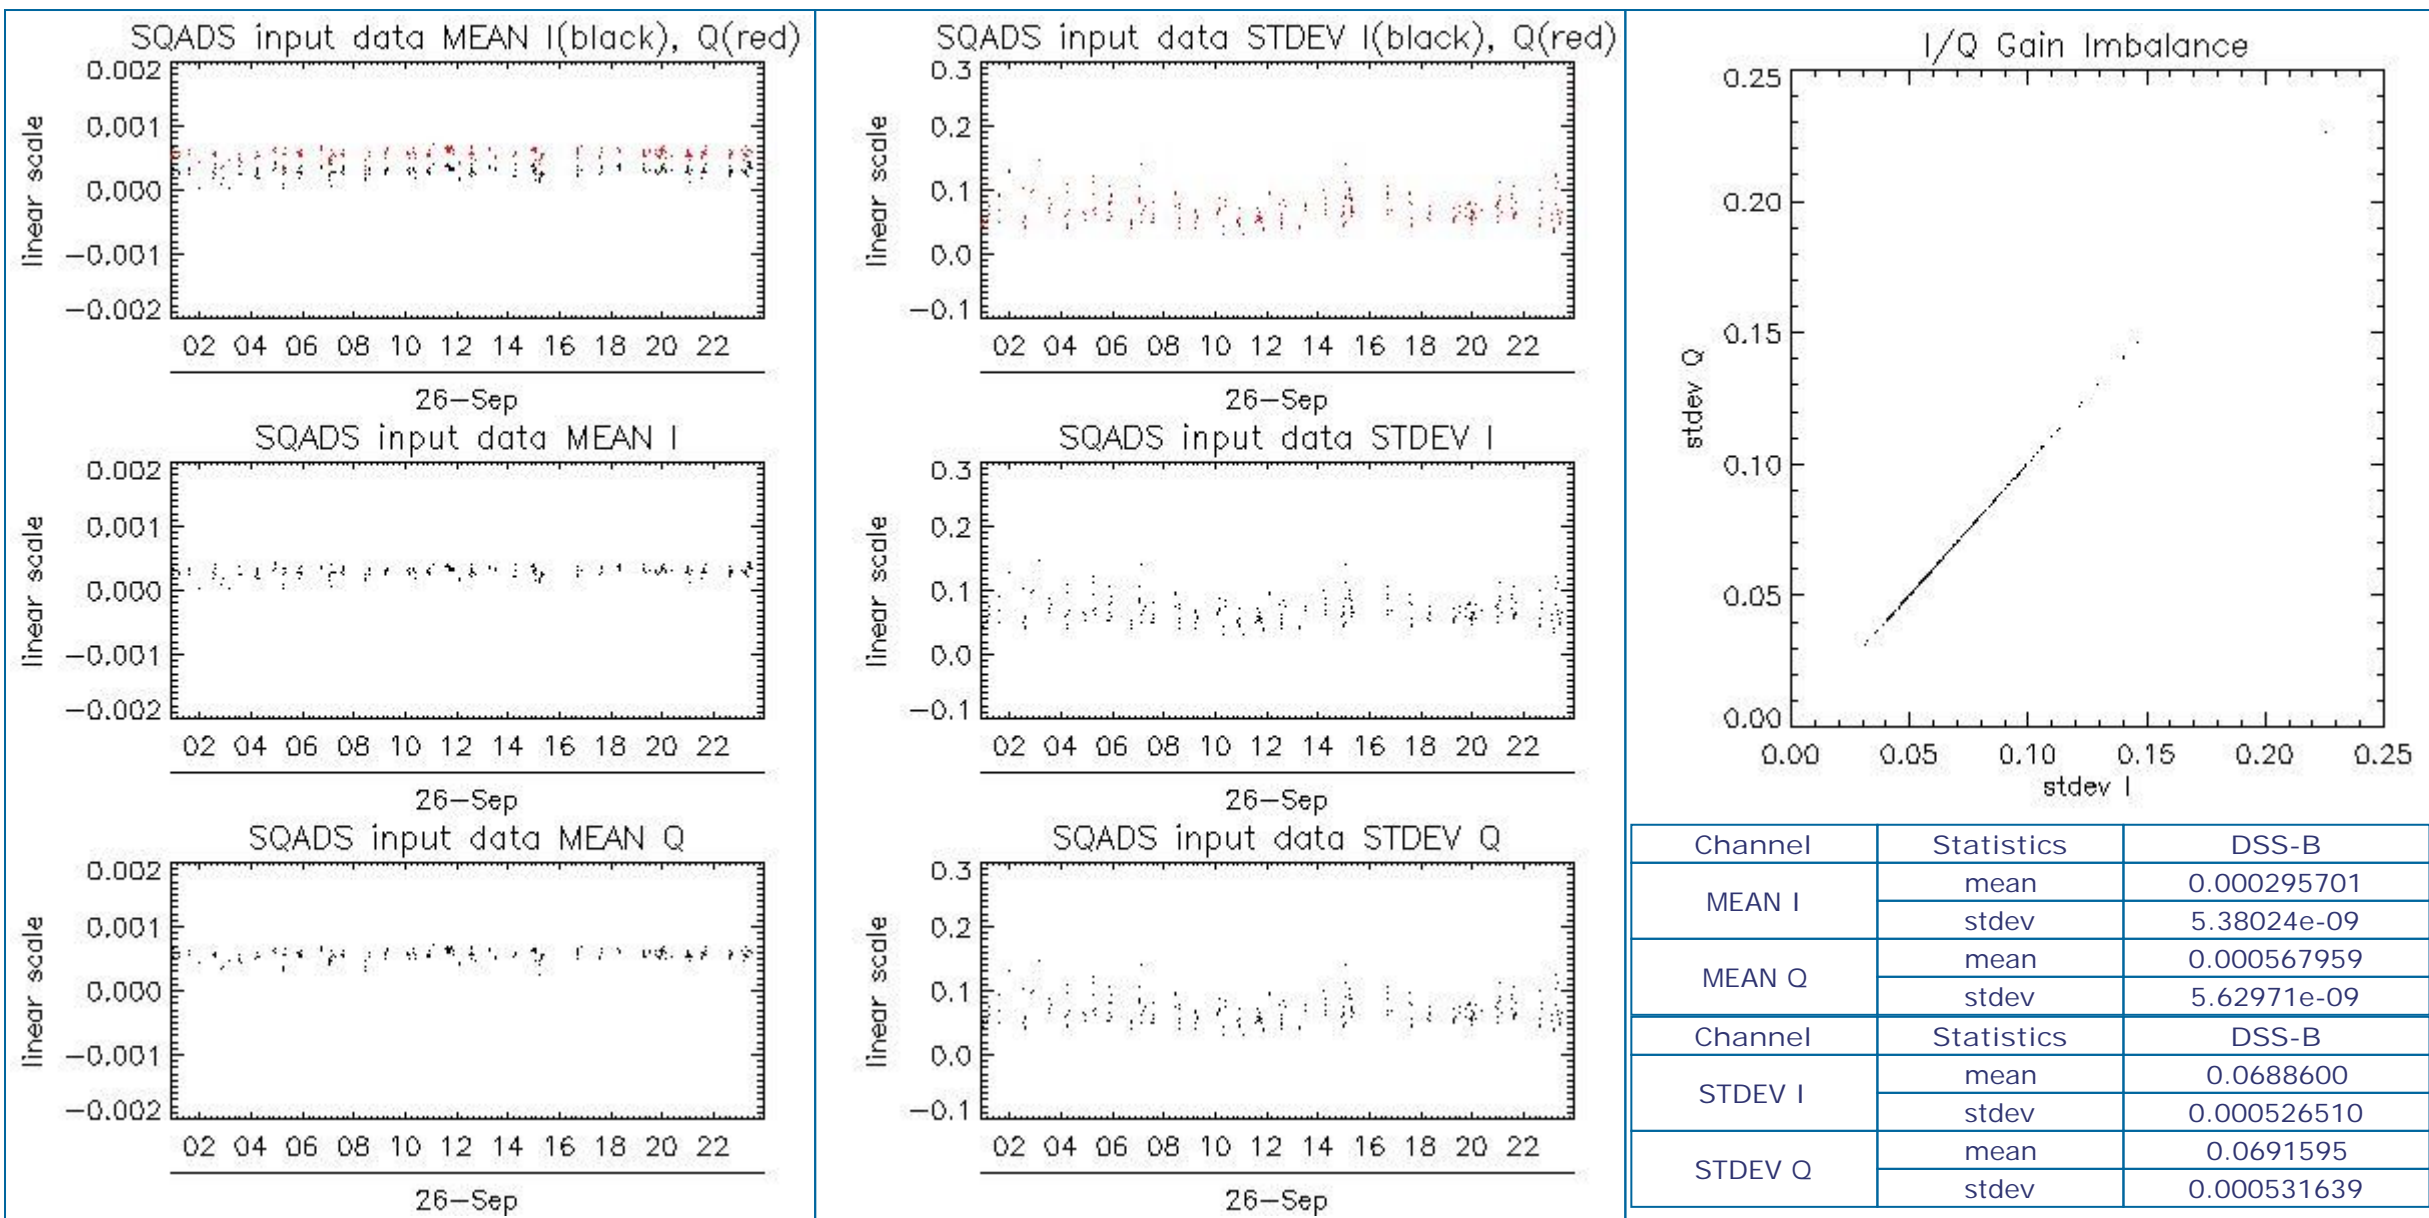 SQADS input data MEAN I(black), Q(red)
0.002
0.001
0.000
−0.001
−0.002
linear scale
02 04 06 08 10 12 14 16 18 20 22
26−Sep
SQADS input data MEAN I
0.002
0.001
0.000
−0.001
−0.002
linear scale
02 04 06 08 10 12 14 16 18 20 22
26−Sep
SQADS input data MEAN Q
0.002
0.001
0.000
−0.001
−0.002
linear scale
02 04 06 08 10 12 14 16 18 20 22
26−Sep
SQADS input data STDEV I(black), Q(red)
0.3
0.2
0.1
0.0
−0.1
linear scale
02 04 06 08 10 12 14 16 18 20 22
26−Sep
SQADS input data STDEV I
0.3
0.2
0.1
0.0
−0.1
linear scale
02 04 06 08 10 12 14 16 18 20 22
26−Sep
SQADS input data STDEV Q
0.3
0.2
0.1
0.0
−0.1
linear scale
02 04 06 08 10 12 14 16 18 20 22
26−Sep
I/Q Gain Imbalance
0.25
0.20
0.15
0.10
0.05
0.00
stdev Q
0.00 0.05 0.10 0.15 0.20 0.25
stdev I
Channel Statistics DSS-B
MEAN I mean 0.000295701
stdev 5.38024e-09
MEAN Q mean 0.000567959
stdev 5.62971e-09
Channel Statistics DSS-B
STDEV I mean 0.0688600
stdev 0.000526510
STDEV Q mean 0.0691595
stdev 0.000531639